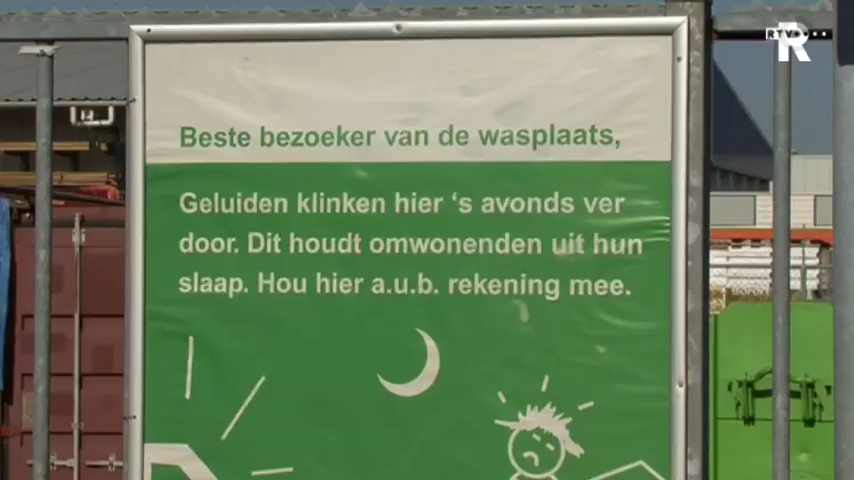 RTV R
Beste bezoeker van de wasplaats,
Geluiden klinken hier ‘s avonds ver
door. Dit houdt omwonenden uit hun
slaap. Hou hier a.u.b. rekening mee.